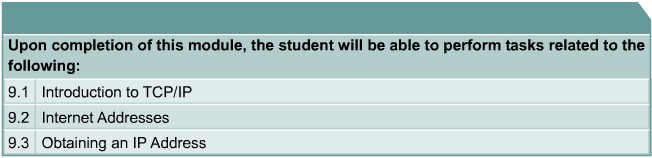 Upon completion of this module, the student will be able to perform tasks related to the
following:
9.1 Introduction to TCP/IP
9.2 Internet Addresses
9.3 Obtaining an IP Address